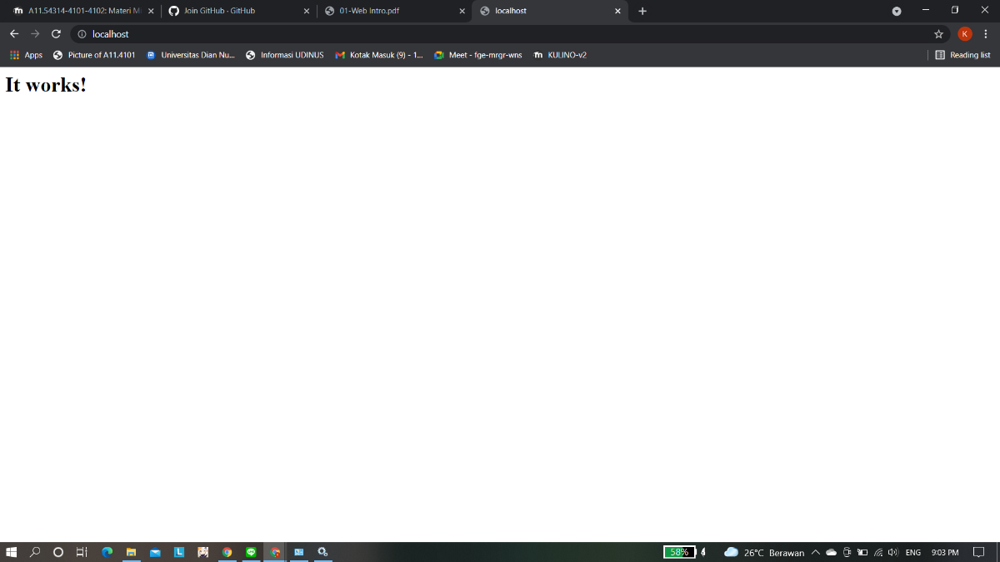 A11.54314-4101-4102: Materi Mi
Join GitHub · GitHub
01-Web Intro.pdf
localhost
localhost
K
Apps
Picture of A11.4101
Universitas Dian Nu...
Informasi UDINUS
Kotak Masuk (9) - 1...
Meet - fge-mrgr-wns
KULINO-v2
Reading list
It works!
58%
26°C Berawan
ENG
9:03 PM